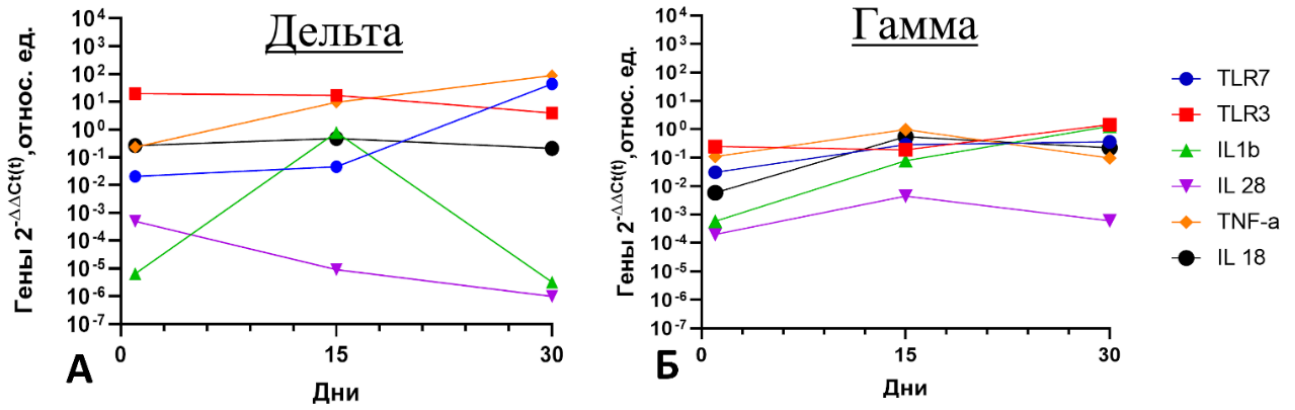 Дельта
Гены 2^-ΔΔCt(t),относ. ед.
10^4
10^3
10^2
10^1
10^0
10^-1
10^-2
10^-3
10^-4
10^-5
10^-6
10^-7
0 15 30
Дни
А
Гамма
Гены 2^-ΔΔCt(t),относ. ед.
10^4
10^3
10^2
10^1
10^0
10^-1
10^-2
10^-3
10^-4
10^-5
10^-6
10^-7
0 15 30
Дни
Б
TLR7
TLR3
IL1b
IL 28
TNF-a
IL 18